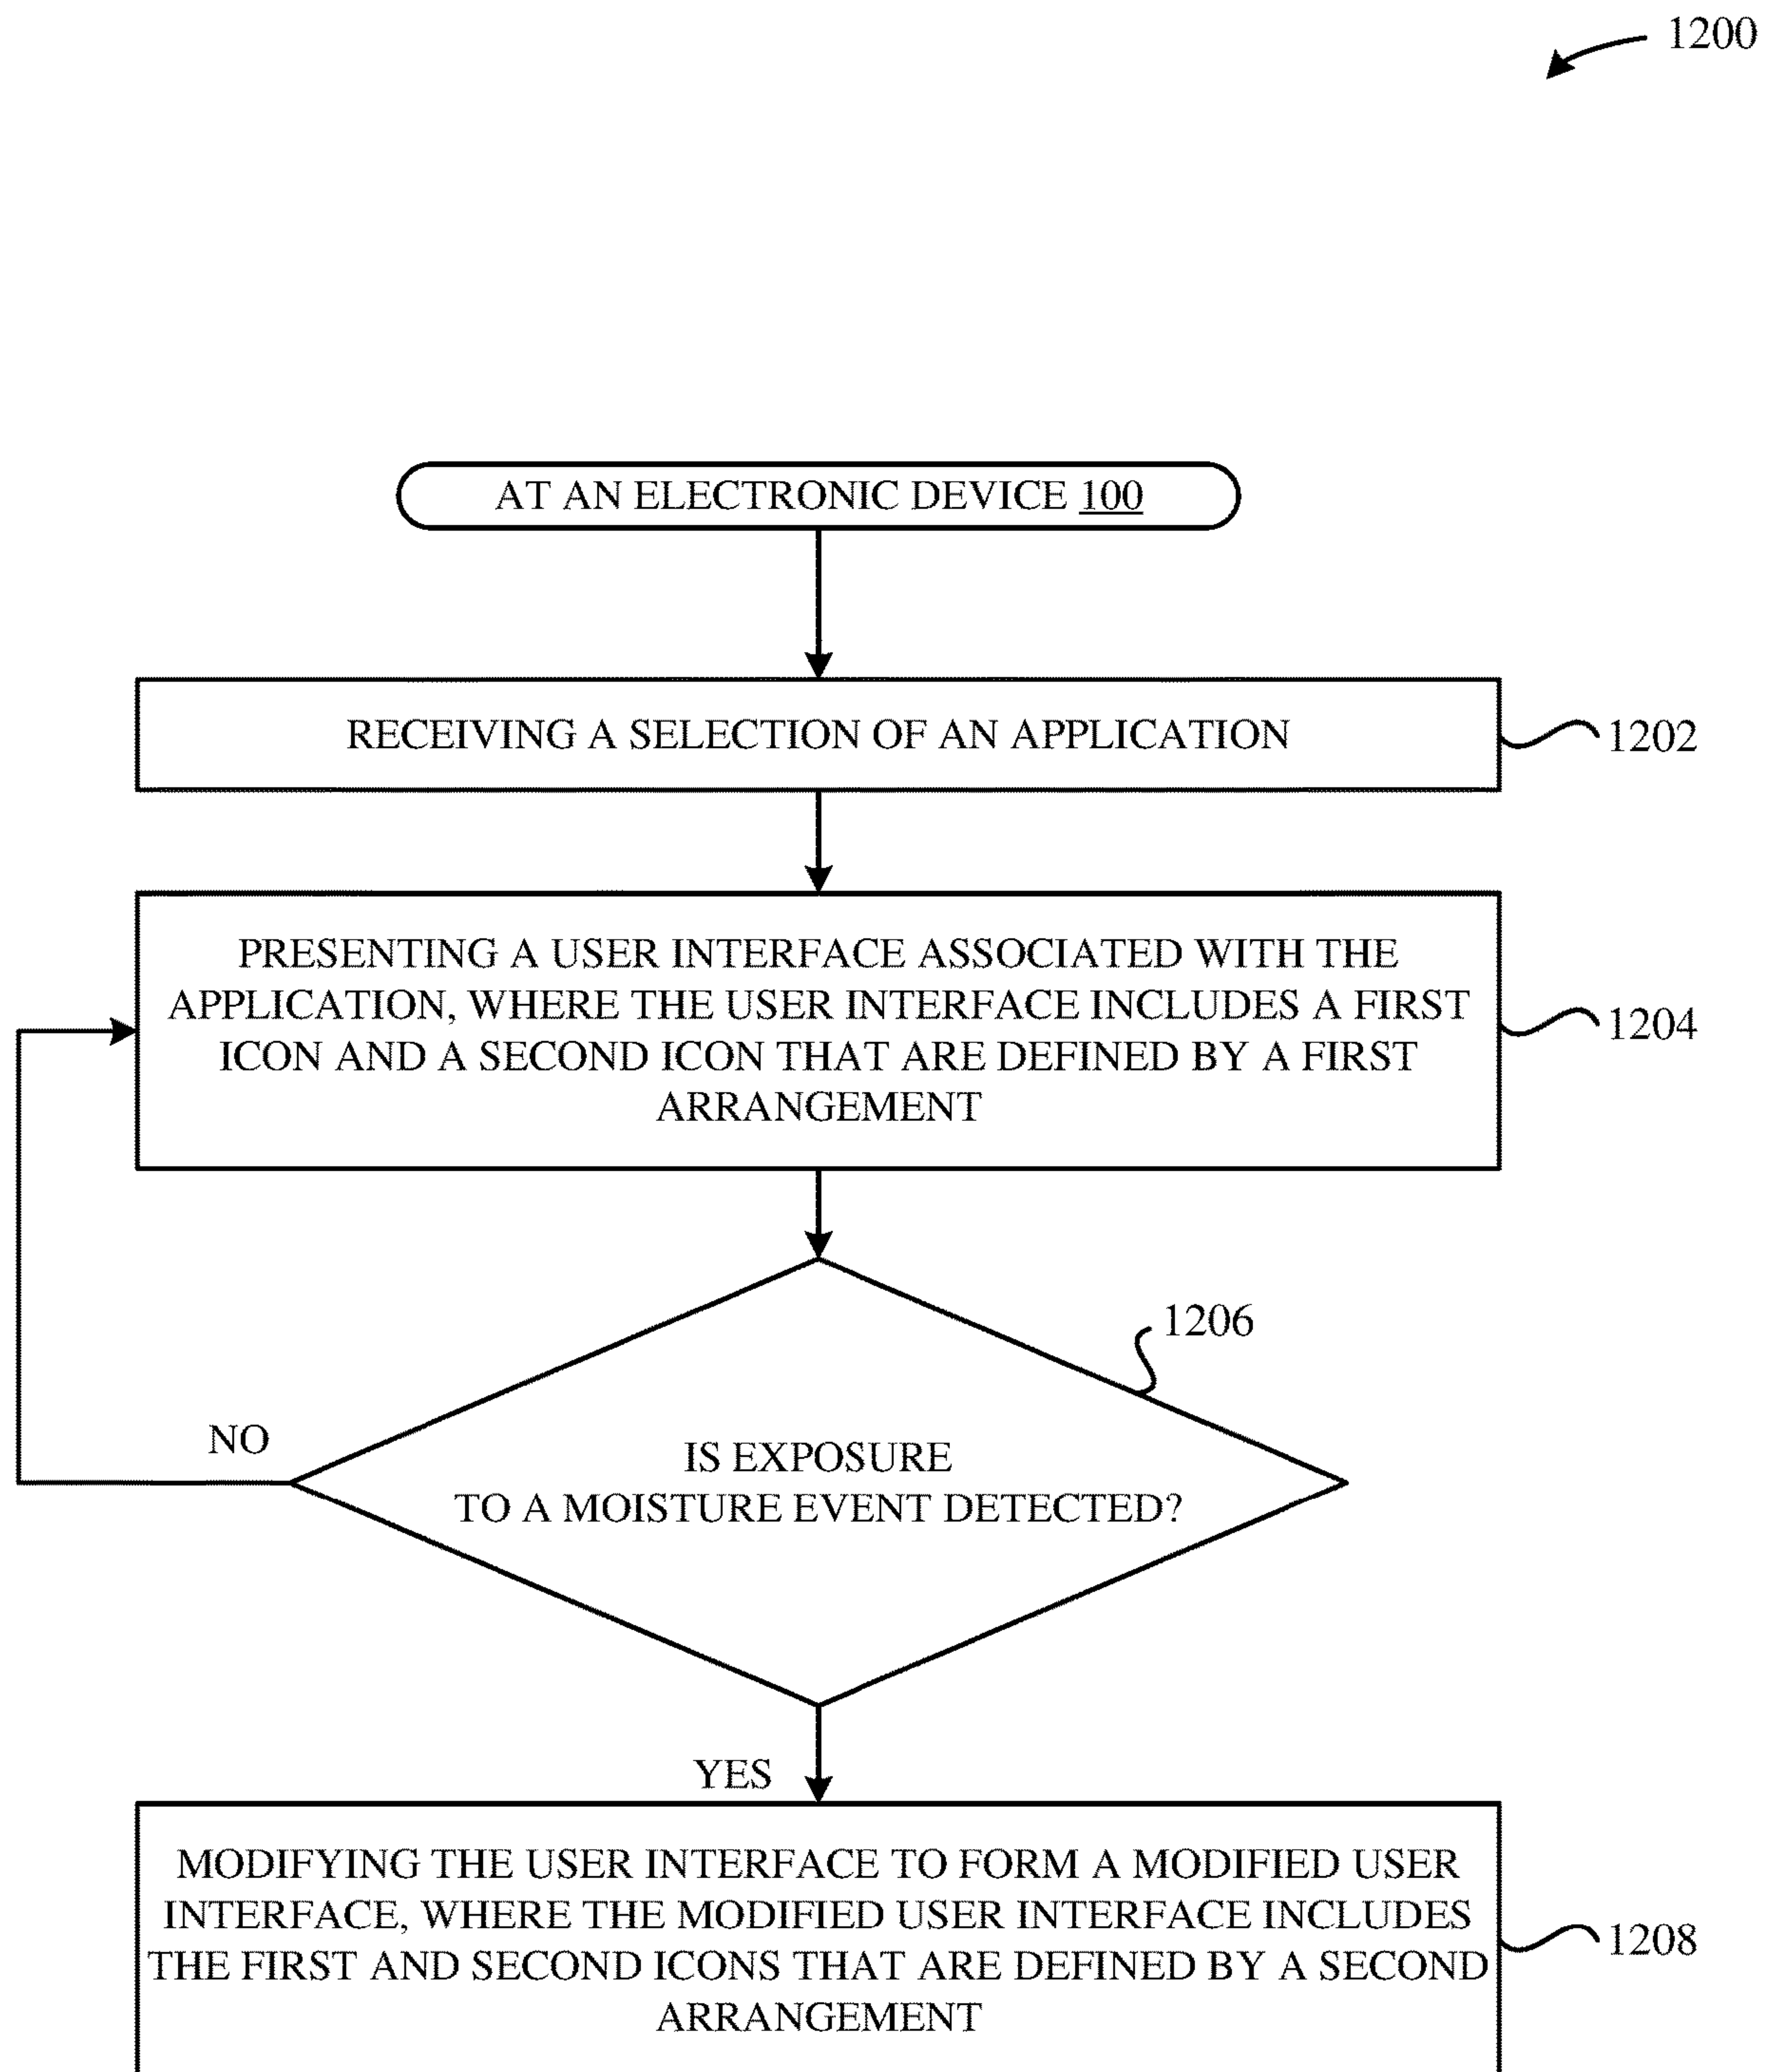 1200
AT AN ELECTRONIC DEVICE 100
RECEIVING A SELECTION OF AN APPLICATION
1202
PRESENTING A USER INTERFACE ASSOCIATED WITH THE
APPLICATION, WHERE THE USER INTERFACE INCLUDES A FIRST
ICON AND A SECOND ICON THAT ARE DEFINED BY A FIRST
ARRANGEMENT
1204
1206
NO
IS EXPOSURE
TO A MOISTURE EVENT DETECTED?
YES
MODIFYING THE USER INTERFACE TO FORM A MODIFIED USER
INTERFACE, WHERE THE MODIFIED USER INTERFACE INCLUDES
THE FIRST AND SECOND ICONS THAT ARE DEFINED BY A SECOND
ARRANGEMENT
1208